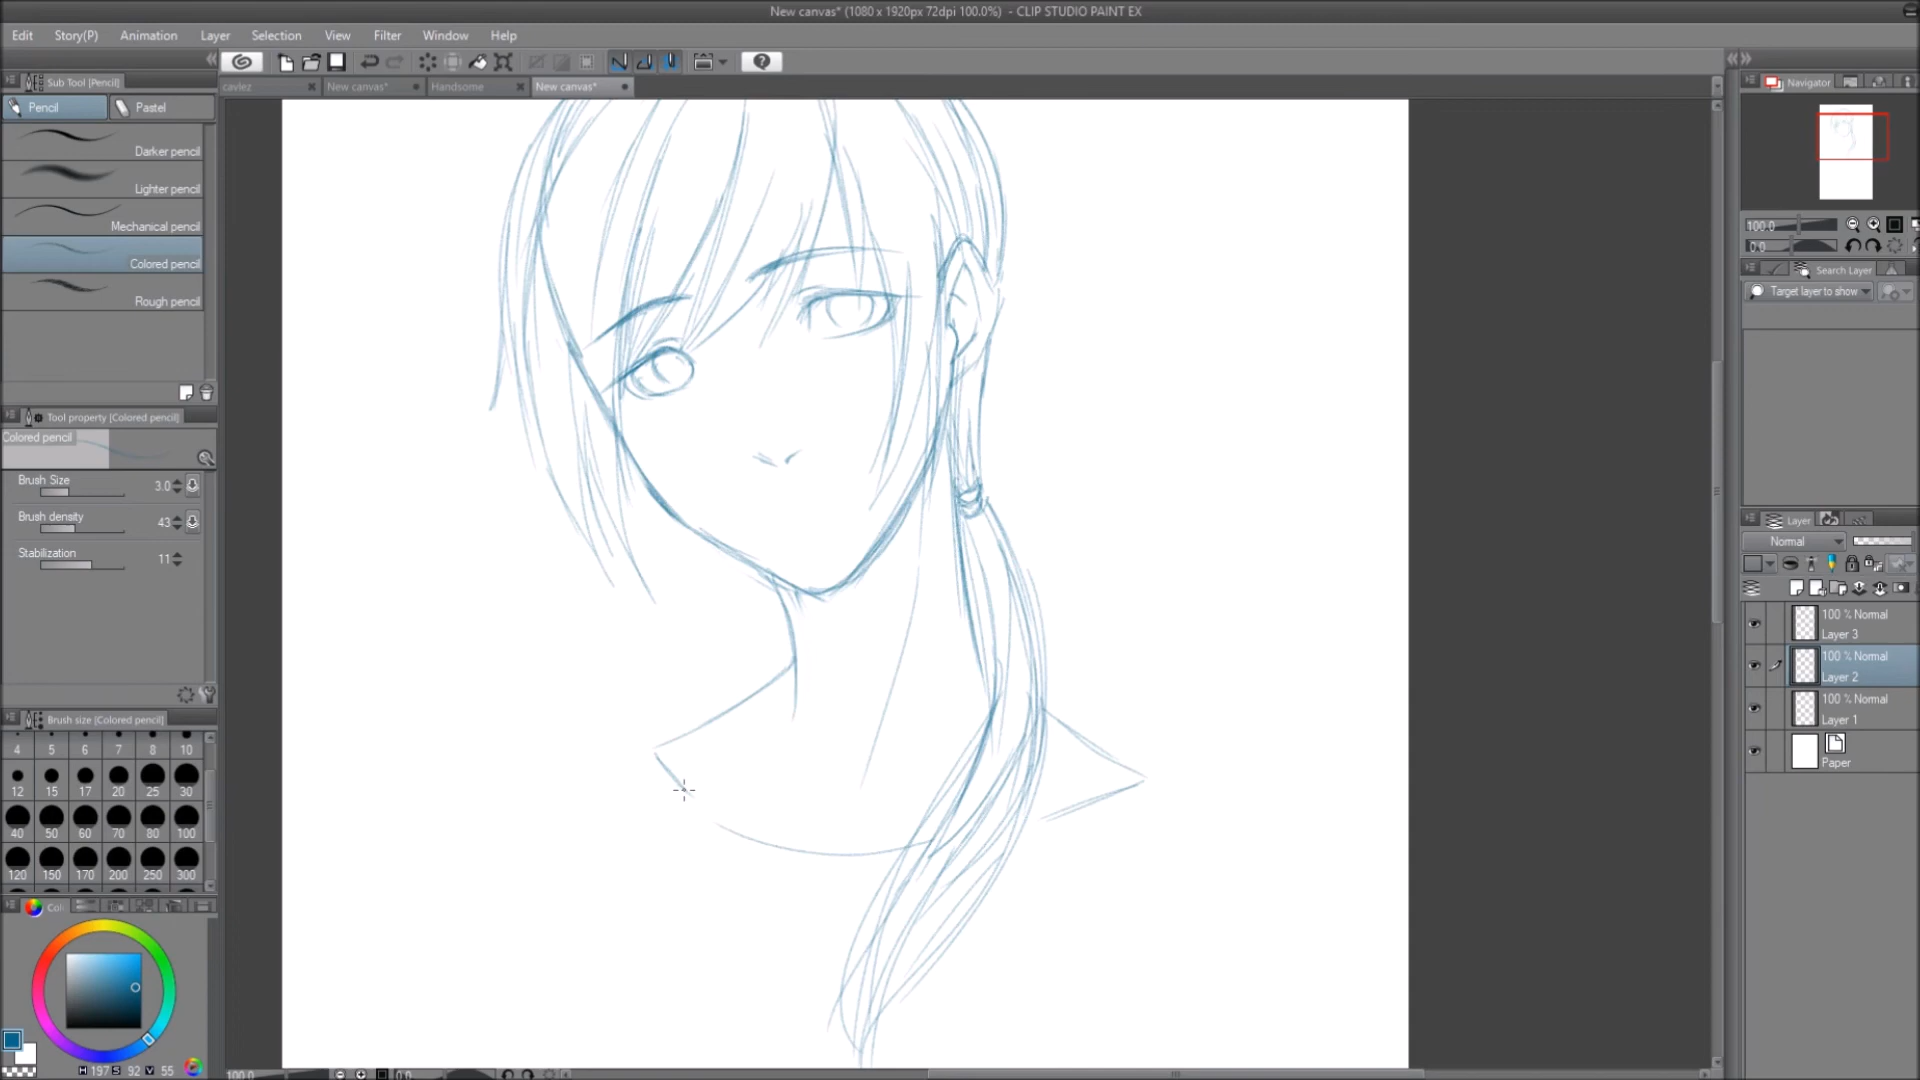 New canvas* (1080 x 1920px 72dpi 100.0%) - CLIP STUDIO PAINT EX
Edit Story(P) Animation Layer Selection View Filter Window Help
Sub Tool [Pencil]
cavlez New canvas* Handsome New canvas*
Navigator
Pencil Pastel
Darker pencil
Lighter pencil
Mechanical pencil
Colored pencil
Rough pencil
100.0
0.0
Search Layer
Target layer to show
Tool property [Colored pencil]
Colored pencil
Brush Size 3.0
Brush density 43
Stabilization 11
Layer
Normal
100 % Normal
Layer 3
100 % Normal
Layer 2
100 % Normal
Layer 1
Paper
Brush size [Colored pencil]
4 5 6 7 8 10
12 15 17 20 25 30
40 50 60 70 80 100
120 150 170 200 250 300
Col
H 197 S 92 V 55
100.0 0.0